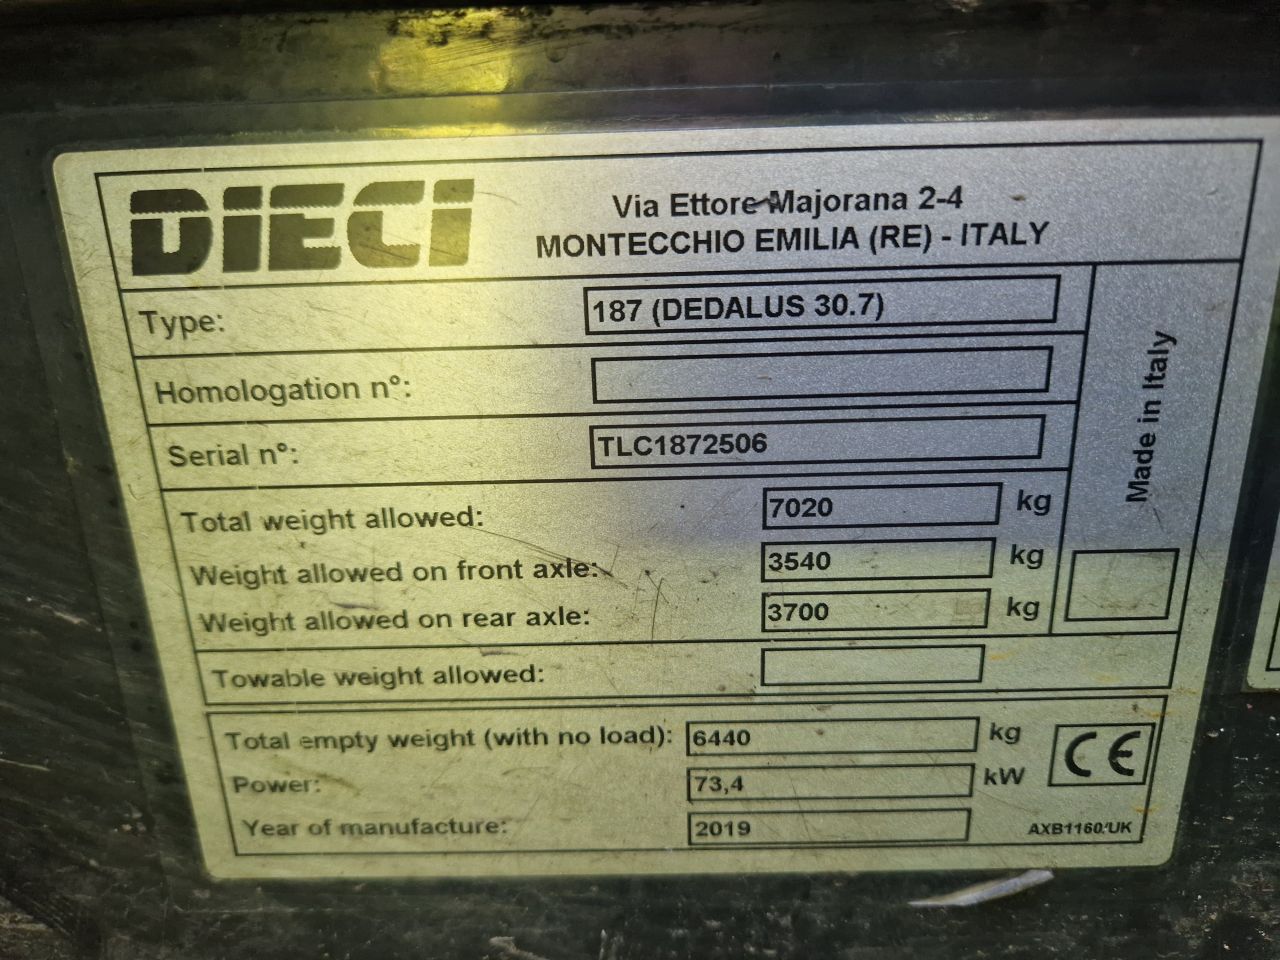 DIECI
Via Ettore Majorana 2-4
MONTECCHIO EMILIA (RE) - ITALY
Type: 187 (DEDALUS 30.7)
Homologation n°:
Serial n°: TLC1872506
Made in Italy
Total weight allowed: 7020 kg
Weight allowed on front axle: 3540 kg
Weight allowed on rear axle: 3700 kg
Towable weight allowed:
Total empty weight (with no load): 6440 kg
Power: 73,4 kW
CE
Year of manufacture: 2019
AXB1160/UK